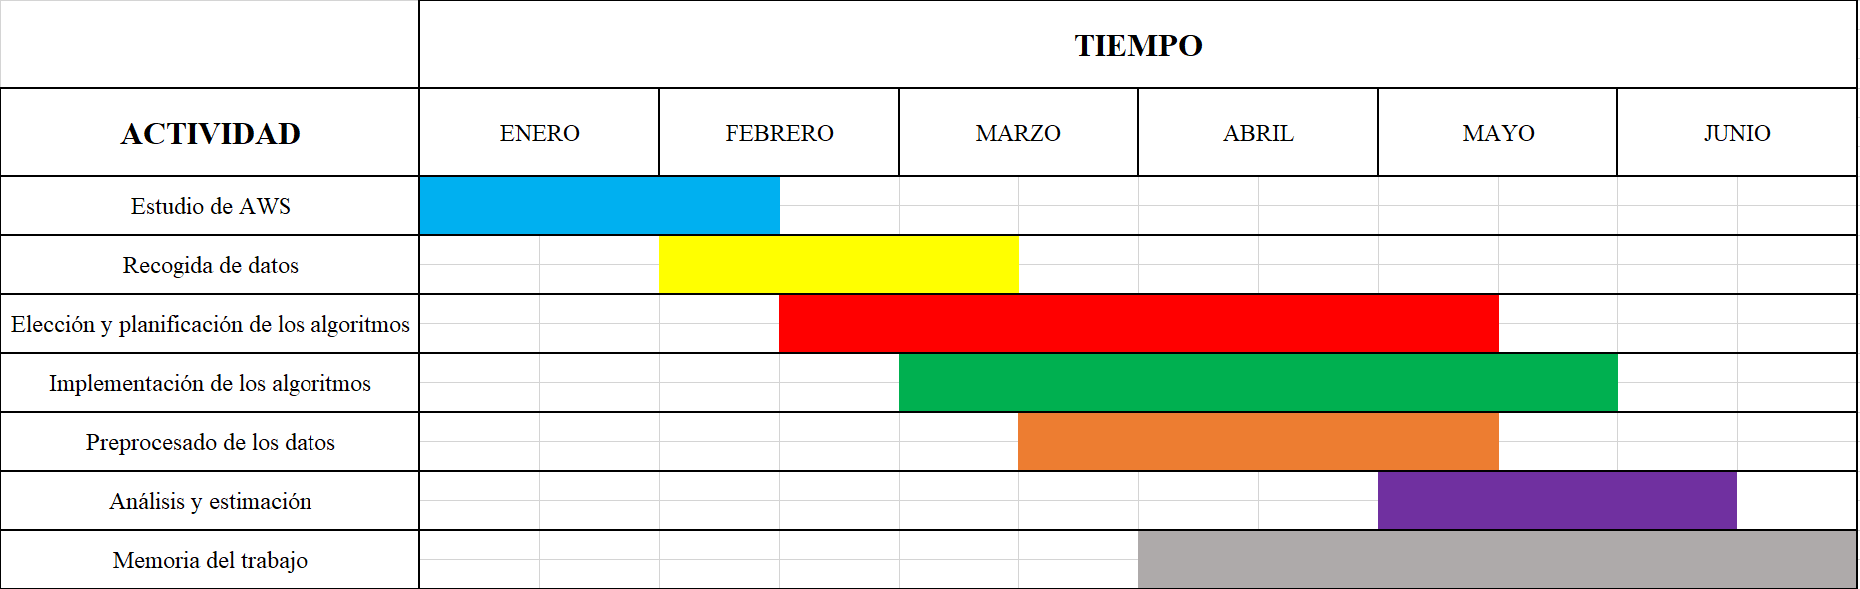 TIEMPO
ACTIVIDAD
ENERO
FEBRERO
MARZO
ABRIL
MAYO
JUNIO
Estudio de AWS
Recogida de datos
Elección y planificación de los algoritmos
Implementación de los algoritmos
Preprocesado de los datos
Análisis y estimación
Memoria del trabajo